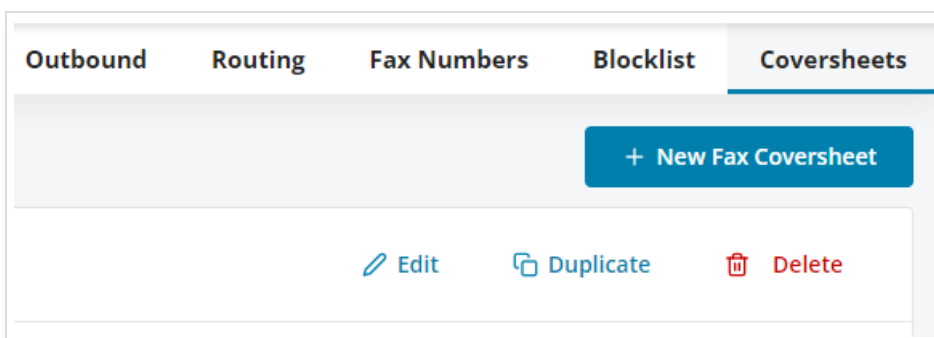 Outbound Routing Fax Numbers Blocklist Coversheets
+ New Fax Coversheet
Edit Duplicate Delete